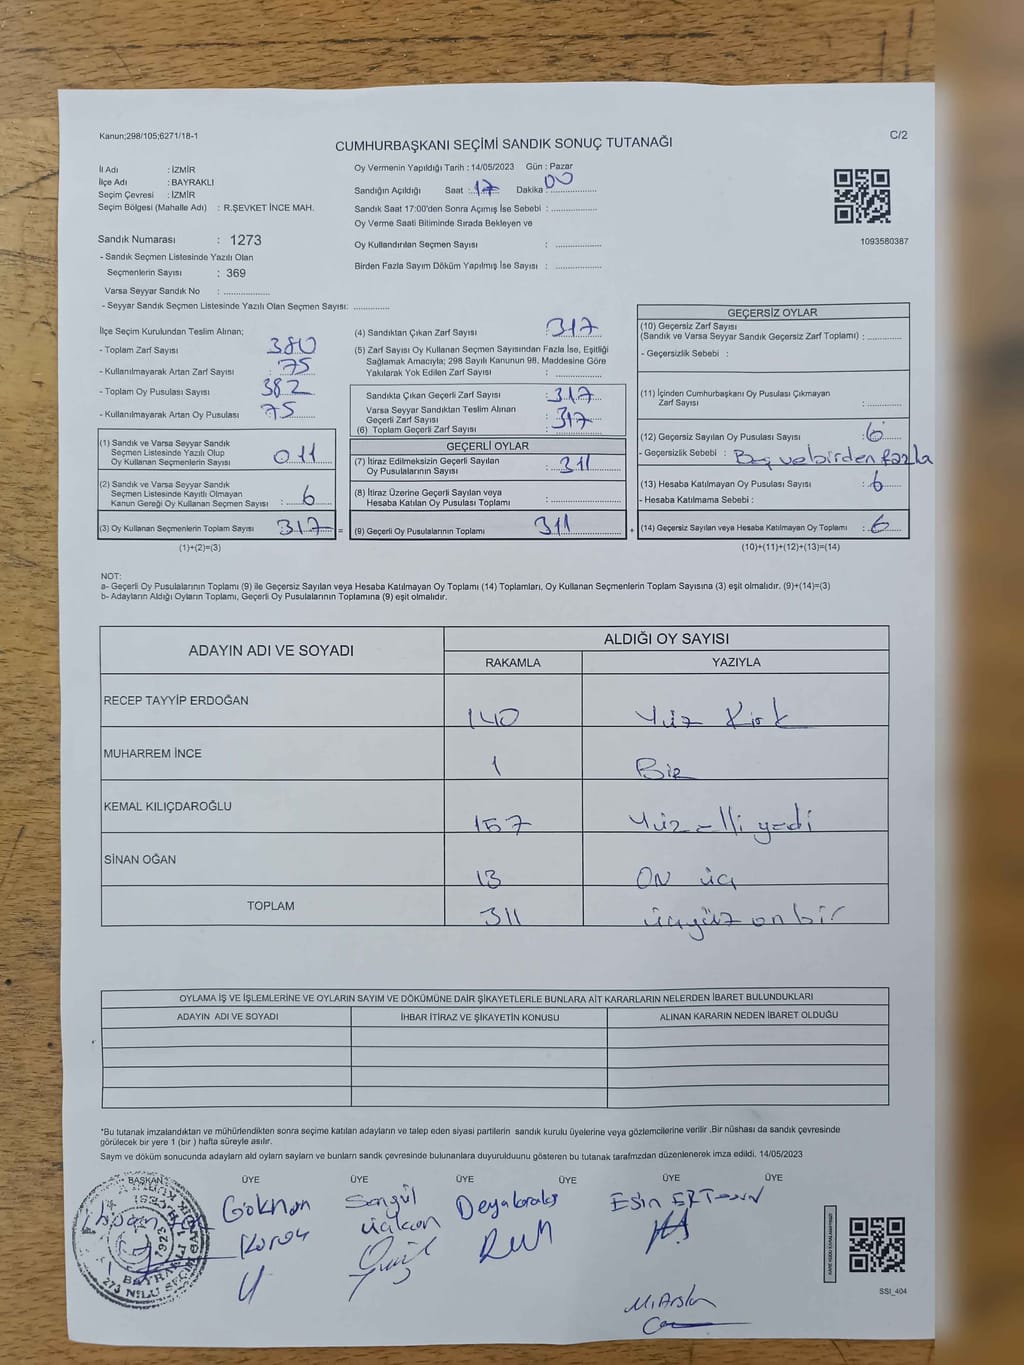 Kanun;298/105;6271/18-1
C/2
CUMHURBAŞKANI SEÇİMİ SANDIK SONUÇ TUTANAĞI
İl Adı : İZMİR
İlçe Adı : BAYRAKLI
Seçim Çevresi : İZMİR
Seçim Bölgesi (Mahalle Adı) : R.ŞEVKET İNCE MAH.
Sandık Numarası : 1273
- Sandık Seçmen Listesinde Yazılı Olan
Seçmenlerin Sayısı : 369
Varsa Seyyar Sandık No : ..............
- Seyyar Sandık Seçmen Listesinde Yazılı Olan Seçmen Sayısı: ............
Oy Vermenin Yapıldığı Tarih : 14/05/2023 Gün : Pazar
Sandığın Açıldığı Saat : 17 Dakika : 00
Sandık Saat 17:00'den Sonra Açımış İse Sebebi : ..............
Oy Verme Saati Bitiminde Sırada Bekleyen ve
Oy Kullandırılan Seçmen Sayısı : ..............
Birden Fazla Sayım Döküm Yapılmış İse Sayısı : ..............
1093580387
İlçe Seçim Kurulundan Teslim Alınan;
- Toplam Zarf Sayısı : 380
- Kullanılmayarak Artan Zarf Sayısı : 75
- Toplam Oy Pusulası Sayısı : 382
- Kullanılmayarak Artan Oy Pusulası : 75
(1) Sandık ve Varsa Seyyar Sandık
Seçmen Listesinde Yazılı Olup
Oy Kullanan Seçmenlerin Sayısı : 011
(2) Sandık ve Varsa Seyyar Sandık
Seçmen Listesinde Kayıtlı Olmayan
Kanun Gereği Oy Kullanan Seçmen Sayısı : 6
(3) Oy Kullanan Seçmenlerin Toplam Sayısı : 317 =
(1)+(2)=(3)
(4) Sandıktan Çıkan Zarf Sayısı : 317
(5) Zarf Sayısı Oy Kullanan Seçmen Sayısından Fazla İse, Eşitliği
Sağlamak Amacıyla; 298 Sayılı Kanunun 98. Maddesine Göre
Yakılarak Yok Edilen Zarf Sayısı : ..............
Sandıkta Çıkan Geçerli Zarf Sayısı : 317
Varsa Seyyar Sandıktan Teslim Alınan
Geçerli Zarf Sayısı : 317
(6) Toplam Geçerli Zarf Sayısı :
GEÇERLİ OYLAR
(7) İtiraz Edilmeksizin Geçerli Sayılan
Oy Pusulalarının Sayısı : 311
(8) İtiraz Üzerine Geçerli Sayılan veya
Hesaba Katılan Oy Pusulası Toplamı : ..............
(9) Geçerli Oy Pusulalarının Toplamı : 311 +
GEÇERSİZ OYLAR
(10) Geçersiz Zarf Sayısı
(Sandık ve Varsa Seyyar Sandık Geçersiz Zarf Toplamı) : ..........
- Geçersizlik Sebebi :
(11) İçinden Cumhurbaşkanı Oy Pusulası Çıkmayan
Zarf Sayısı : ..........
(12) Geçersiz Sayılan Oy Pusulası Sayısı : 6
- Geçersizlik Sebebi : Boş ve birden fazla
(13) Hesaba Katılmayan Oy Pusulası Sayısı : 6
- Hesaba Katılmama Sebebi :
(14) Geçersiz Sayılan veya Hesaba Katılmayan Oy Toplamı : 6
(10)+(11)+(12)+(13)=(14)
NOT:
a- Geçerli Oy Pusulalarının Toplamı (9) ile Geçersiz Sayılan veya Hesaba Katılmayan Oy Toplamı (14) Toplamları, Oy Kullanan Seçmenlerin Toplam Sayısına (3) eşit olmalıdır. (9)+(14)=(3)
b- Adayların Aldığı Oyların Toplamı, Geçerli Oy Pusulalarının Toplamına (9) eşit olmalıdır.
ADAYIN ADI VE SOYADI
ALDIĞI OY SAYISI
RAKAMLA YAZIYLA
RECEP TAYYİP ERDOĞAN 140 Yüz Kırk
MUHARREM İNCE 1 Bir
KEMAL KILIÇDAROĞLU 157 Yüz elli yedi
SİNAN OĞAN 13 ON üç
TOPLAM 311 üçyüz on bir
OYLAMA İŞ VE İŞLEMLERİNE VE OYLARIN SAYIM VE DÖKÜMÜNE DAİR ŞİKAYETLERLE BUNLARA AİT KARARLARIN NELERDEN İBARET BULUNDUKLARI
ADAYIN ADI VE SOYADI İHBAR İTİRAZ VE ŞİKAYETİN KONUSU ALINAN KARARIN NEDEN İBARET OLDUĞU
*Bu tutanak imzalandıktan ve mühürlendikten sonra seçime katılan adayların ve talep eden siyasi partilerin sandık kurulu üyelerine veya gözlemcilerine verilir .Bir nüshası da sandık çevresinde
görülecek bir yere 1 (bir ) hafta süreyle asılır.
Saym ve döküm sonucunda adayların ald oyların sayların ve bunların sandk çevresinde bulunanlara duyurulduunu gösteren bu tutanak tarafmzdan düzenlenerek imza edildi. 14/05/2023
BAŞKAN ÜYE ÜYE ÜYE ÜYE ÜYE ÜYE
Gökhan
Songül
Esin
M. Arslan
SSI_404